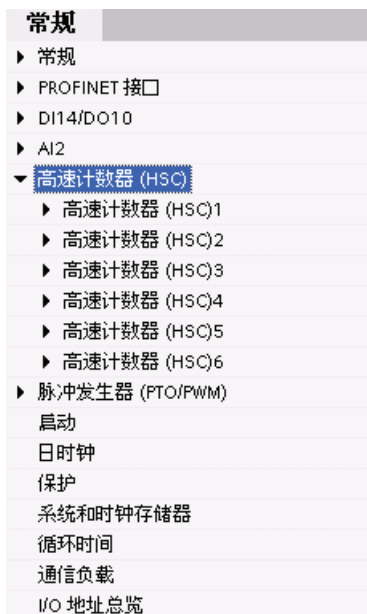 常规
常规
PROFINET 接口
DI14/DO10
AI2
高速计数器 (HSC)
高速计数器 (HSC)1
高速计数器 (HSC)2
高速计数器 (HSC)3
高速计数器 (HSC)4
高速计数器 (HSC)5
高速计数器 (HSC)6
脉冲发生器 (PTO/PWM)
启动
日时钟
保护
系统和时钟存储器
循环时间
通信负载
I/O 地址总览